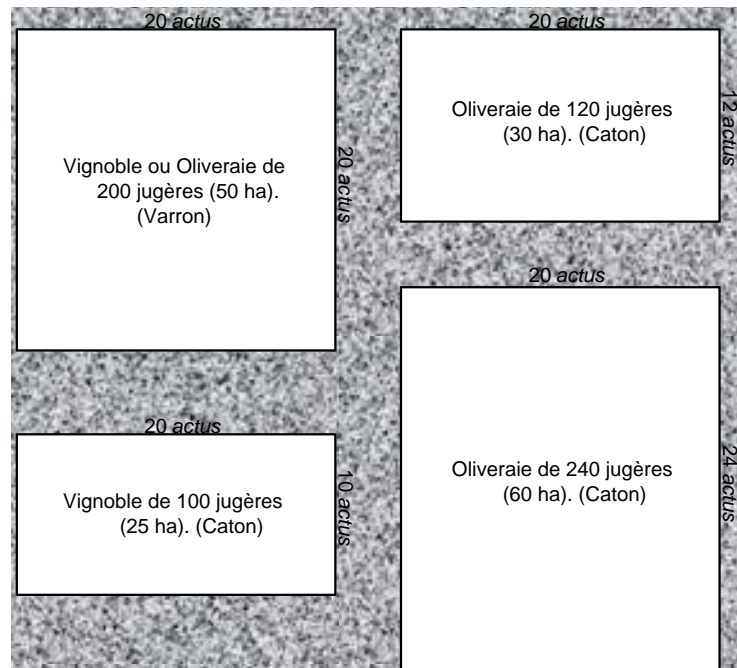 20 actus
Vignoble ou Oliveraie de
200 jugères (50 ha).
(Varron)
20 actus
20 actus
Oliveraie de 120 jugères
(30 ha). (Caton)
12 actus
20 actus
Vignoble de 100 jugères
(25 ha). (Caton)
10 actus
20 actus
Oliveraie de 240 jugères
(60 ha). (Caton)
24 actus